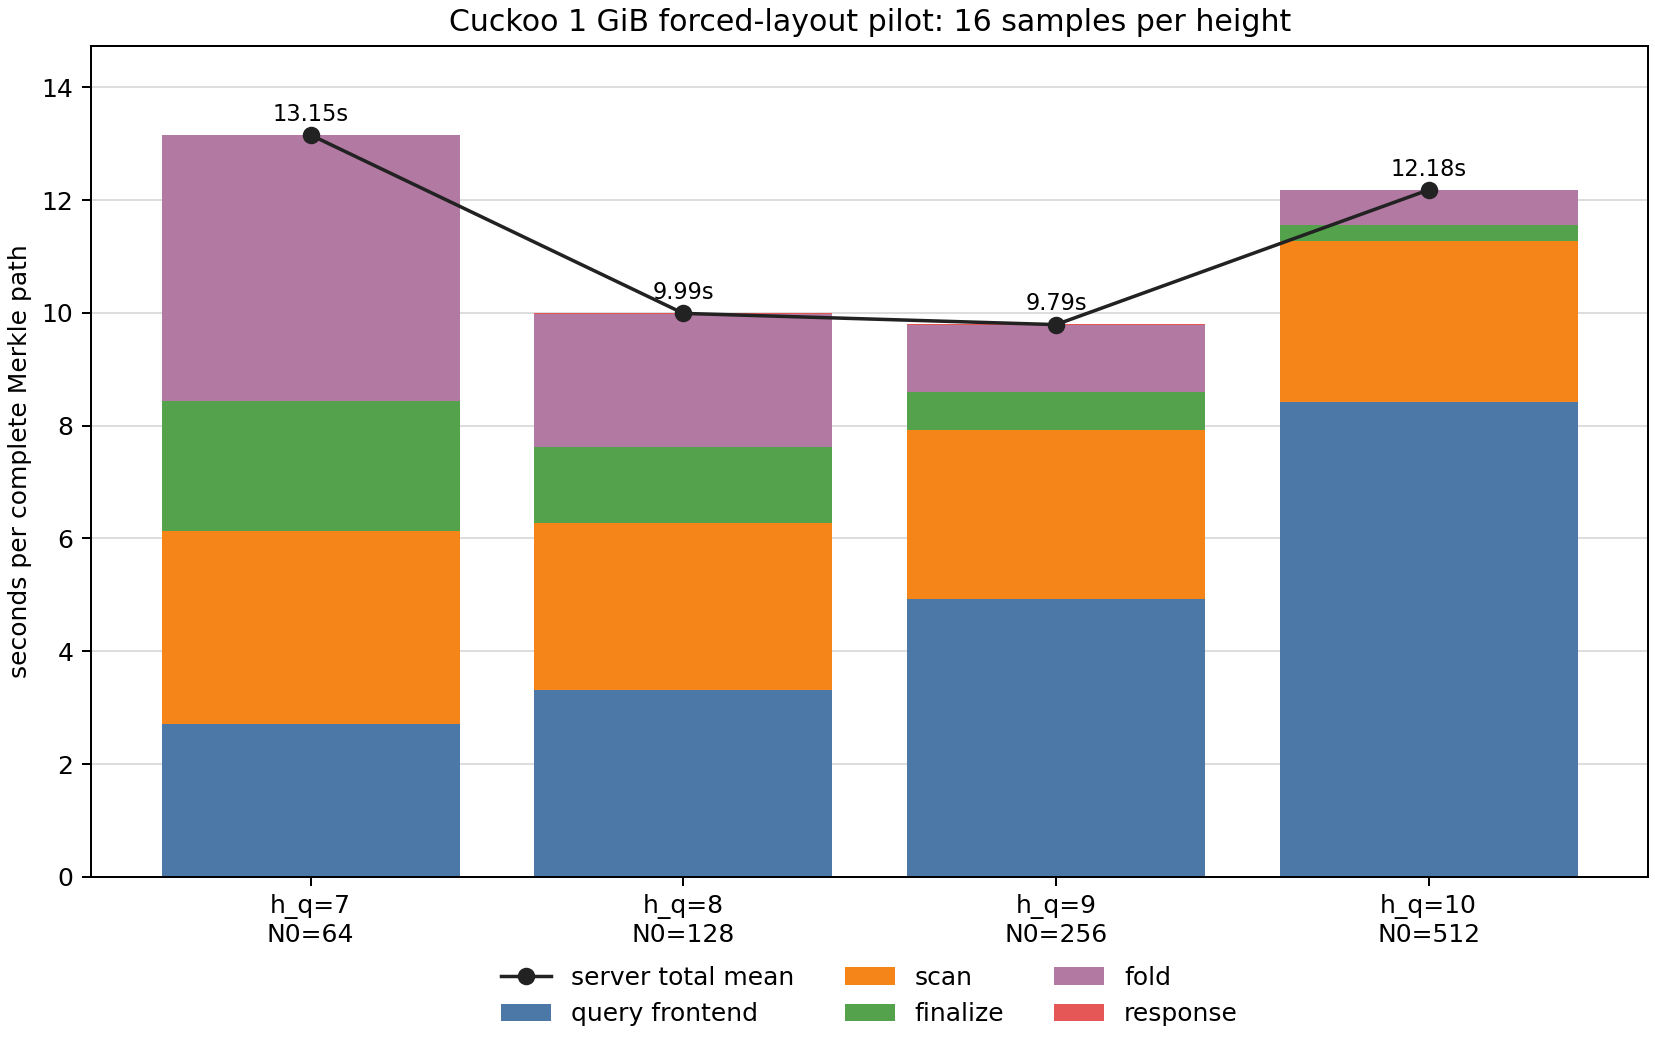 Cuckoo 1 GiB forced-layout pilot: 16 samples per height
seconds per complete Merkle path
14
12
10
8
6
4
2
0
13.15s
9.99s
9.79s
12.18s
h_q=7
N0=64
h_q=8
N0=128
h_q=9
N0=256
h_q=10
N0=512
server total mean
query frontend
scan
finalize
fold
response